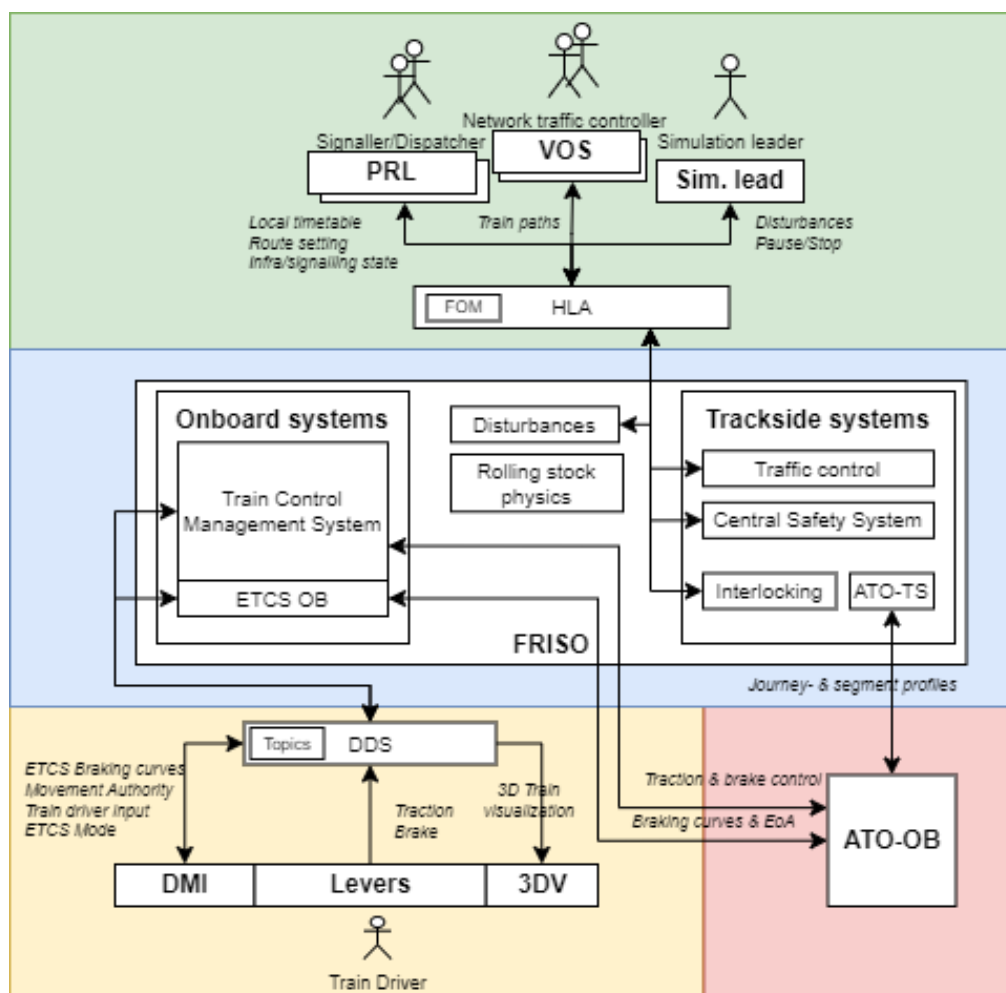 Network traffic controller
Signaller/Dispatcher
Simulation leader
PRL
VOS
Sim. lead
Local timetable
Route setting
Infra/signalling state
Train paths
Disturbances
Pause/Stop
FOM
HLA
Onboard systems
Train Control
Management System
ETCS OB
Disturbances
Rolling stock
physics
Trackside systems
Traffic control
Central Safety System
Interlocking
ATO-TS
FRISO
Journey- & segment profiles
Topics
DDS
ETCS Braking curves
Movement Authority
Train driver input
ETCS Mode
Traction
Brake
3D Train
visualization
Traction & brake control
Braking curves & EoA
ATO-OB
DMI
Levers
3DV
Train Driver